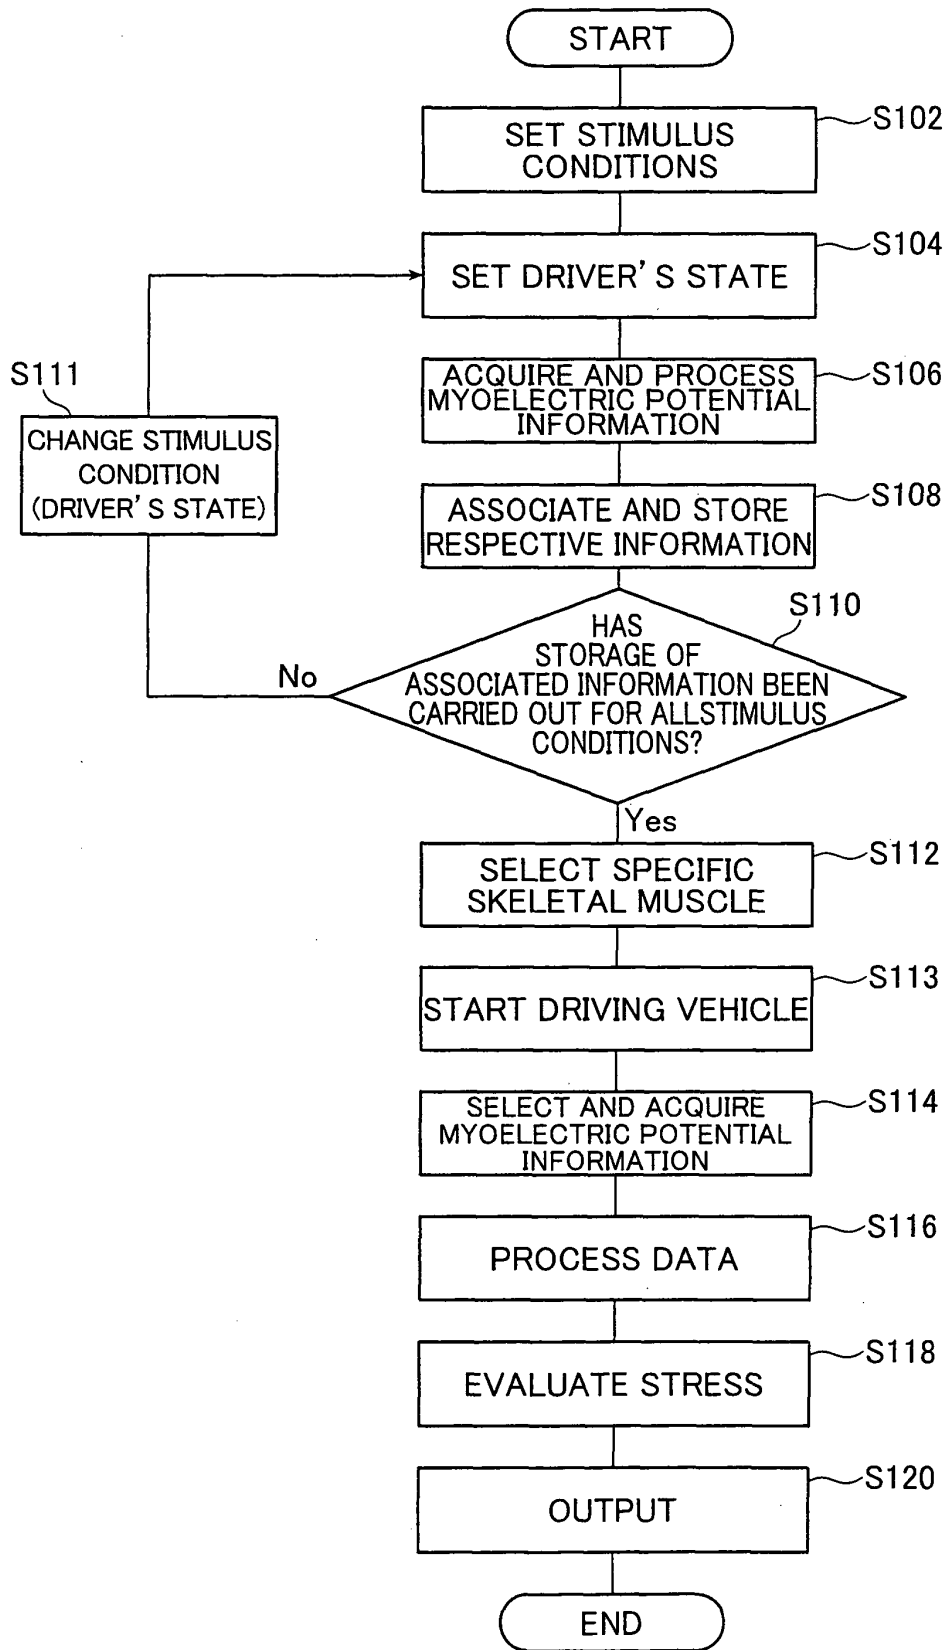 START
SET STIMULUS
CONDITIONS
S102
SET DRIVER'S STATE
S104
ACQUIRE AND PROCESS
MYOELECTRIC POTENTIAL
INFORMATION
S106
S111
CHANGE STIMULUS
CONDITION
(DRIVER'S STATE)
ASSOCIATE AND STORE
RESPECTIVE INFORMATION
S108
HAS
STORAGE OF
ASSOCIATED INFORMATION BEEN
CARRIED OUT FOR ALLSTIMULUS
CONDITIONS?
S110
No
Yes
SELECT SPECIFIC
SKELETAL MUSCLE
S112
START DRIVING VEHICLE
S113
SELECT AND ACQUIRE
MYOELECTRIC POTENTIAL
INFORMATION
S114
PROCESS DATA
S116
EVALUATE STRESS
S118
OUTPUT
S120
END